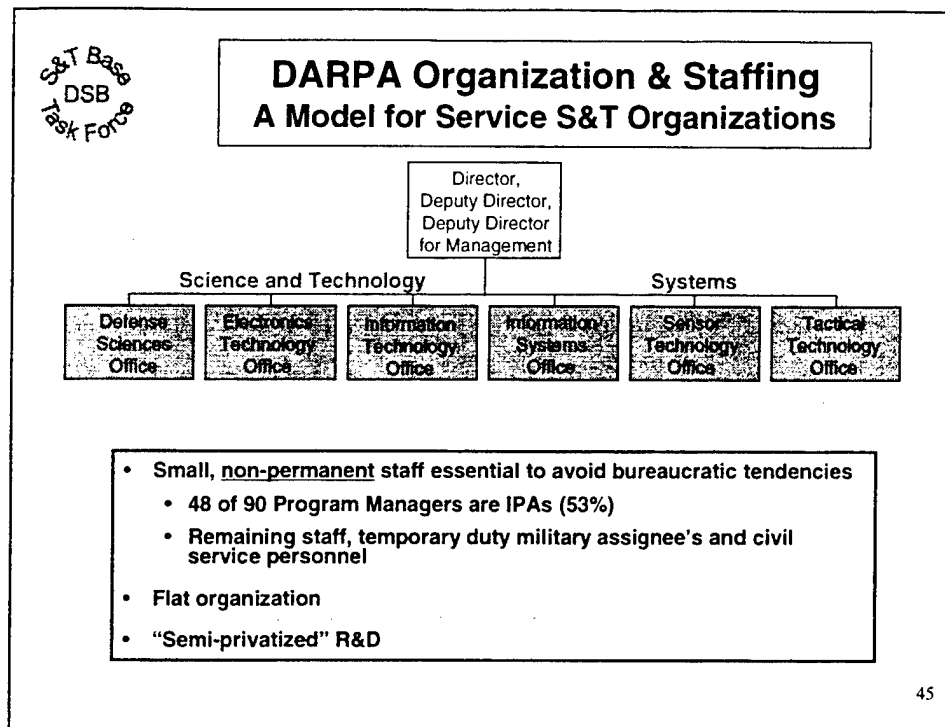 S&T Base
DSB
Task Force
DARPA Organization & Staffing
A Model for Service S&T Organizations
Director,
Deputy Director,
Deputy Director
for Management
Science and Technology
Systems
Defense
Sciences
Office
Electronics
Technology
Office
Information
Technology
Office
Information
Systems
Office
Sensor
Technology
Office
Tactical
Technology
Office
• Small, non-permanent staff essential to avoid bureaucratic tendencies
• 48 of 90 Program Managers are IPAs (53%)
• Remaining staff, temporary duty military assignee's and civil
service personnel
• Flat organization
• “Semi-privatized” R&D
45